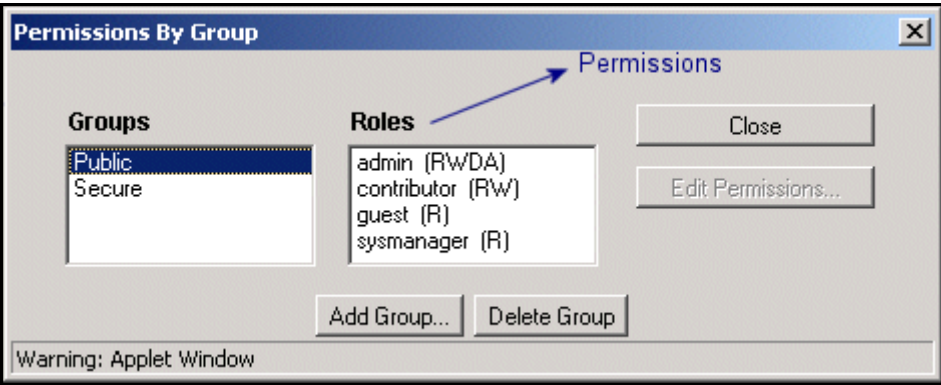 Permissions By Group
Permissions
Groups
Roles
Close
Public
Secure
admin (RWDA)
contributor (RW)
guest (R)
sysmanager (R)
Edit Permissions...
Add Group...
Delete Group
Warning: Applet Window